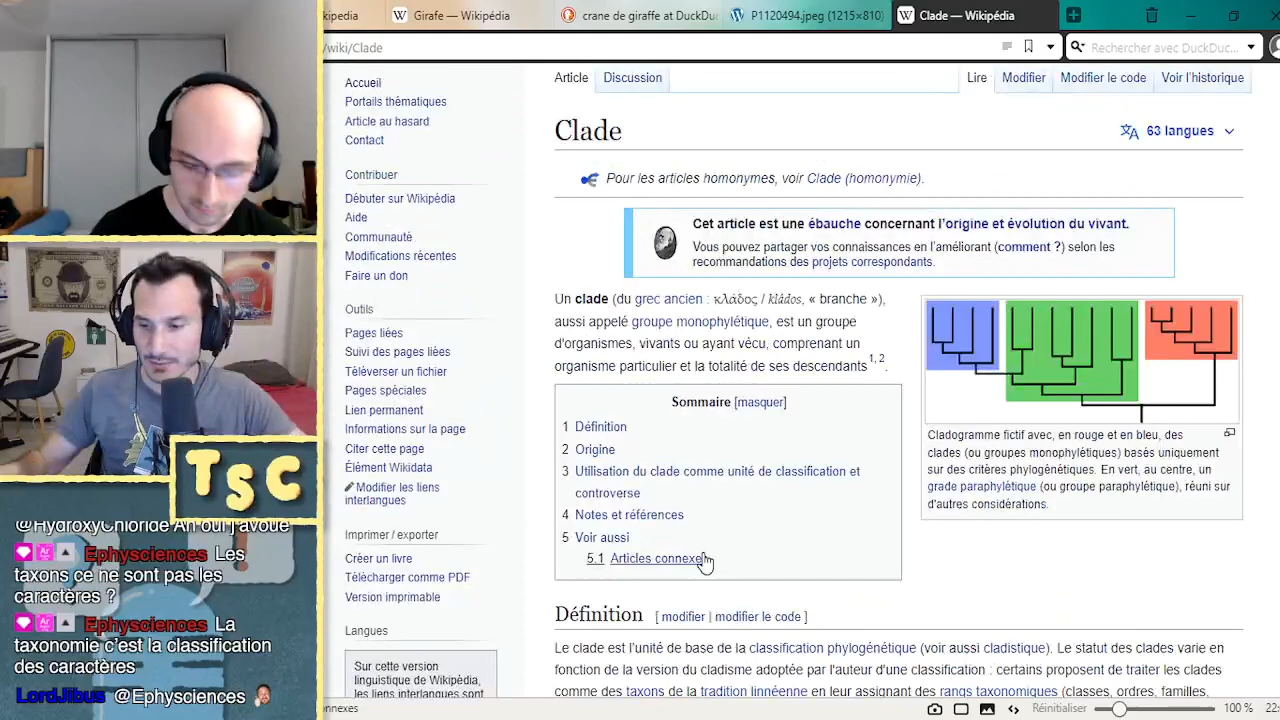 ikipedia
Girafe — Wikipédia
crane de giraffe at DuckDu
P1120494.jpeg (1215×810)
Clade — Wikipédia
/wiki/Clade
Rechercher avec DuckDuc...
Accueil
Portails thématiques
Article au hasard
Contact
Contribuer
Débuter sur Wikipédia
Aide
Communauté
Modifications récentes
Faire un don
Outils
Pages liées
Suivi des pages liées
Téléverser un fichier
Pages spéciales
Lien permanent
Informations sur la page
Citer cette page
Élément Wikidata
Modifier les liens
interlangues
Imprimer / exporter
Créer un livre
Télécharger comme PDF
Version imprimable
Langues
Sur cette version
linguistique de Wikipédia,
les liens interlangues sont
Article Discussion
Lire Modifier Modifier le code Voir l'historique
Clade
63 langues
Pour les articles homonymes, voir Clade (homonymie).
Cet article est une ébauche concernant l'origine et évolution du vivant.
Vous pouvez partager vos connaissances en l'améliorant (comment ?) selon les
recommandations des projets correspondants.
Un clade (du grec ancien : κλάδος / kládos, « branche »),
aussi appelé groupe monophylétique, est un groupe
d'organismes, vivants ou ayant vécu, comprenant un
organisme particulier et la totalité de ses descendants1, 2.
Cladogramme fictif avec, en rouge et en bleu, des
clades (ou groupes monophylétiques) basés uniquement
sur des critères phylogénétiques. En vert, au centre, un
grade paraphylétique (ou groupe paraphylétique), réuni sur
d'autres considérations.
Sommaire [masquer]
1 Définition
2 Origine
3 Utilisation du clade comme unité de classification et
controverse
4 Notes et références
5 Voir aussi
5.1 Articles connexe
Définition [ modifier | modifier le code ]
Le clade est l'unité de base de la classification phylogénétique (voir aussi cladistique). Le statut des clades varie en
fonction de la version du cladisme adoptée par l'auteur d'une classification : certains proposent de traiter les clades
comme des taxons de la tradition linnéenne en leur assignant des rangs taxonomiques (classes, ordres, familles,
onnexes
Réinitialiser
100 %
22:
TSC
@HydroxyChloride Ah oui j avoue
Ephysciences Les
taxons ce ne sont pas les
caractères ?
Ephysciences La
taxonomie c'est la classification
des caractères
LordJibus @Ephysciences